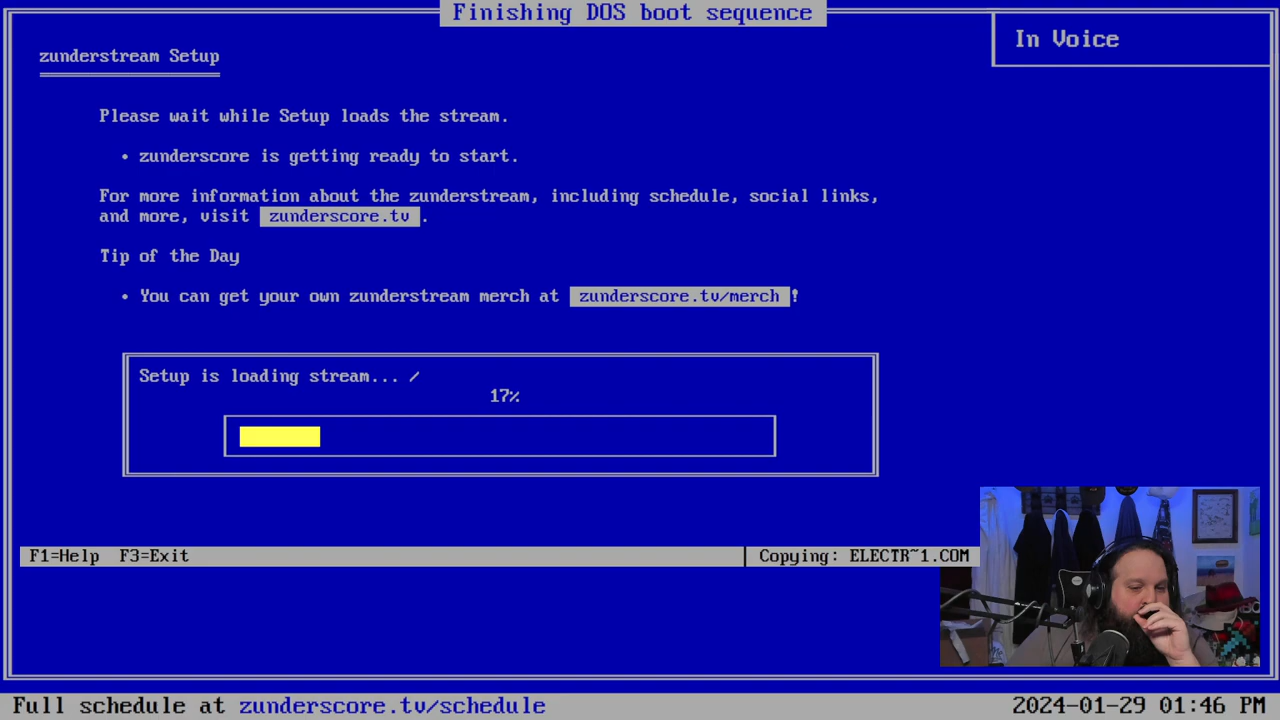 Finishing DOS boot sequence
In Voice
zunderstream Setup
Please wait while Setup loads the stream.
• zunderscore is getting ready to start.
For more information about the zunderstream, including schedule, social links,
and more, visit zunderscore.tv .
Tip of the Day
• You can get your own zunderstream merch at zunderscore.tv/merch !
Setup is loading stream... /
17%
F1=Help F3=Exit
Copying: ELECTR~1.COM
Full schedule at zunderscore.tv/schedule
2024-01-29 01:46 PM